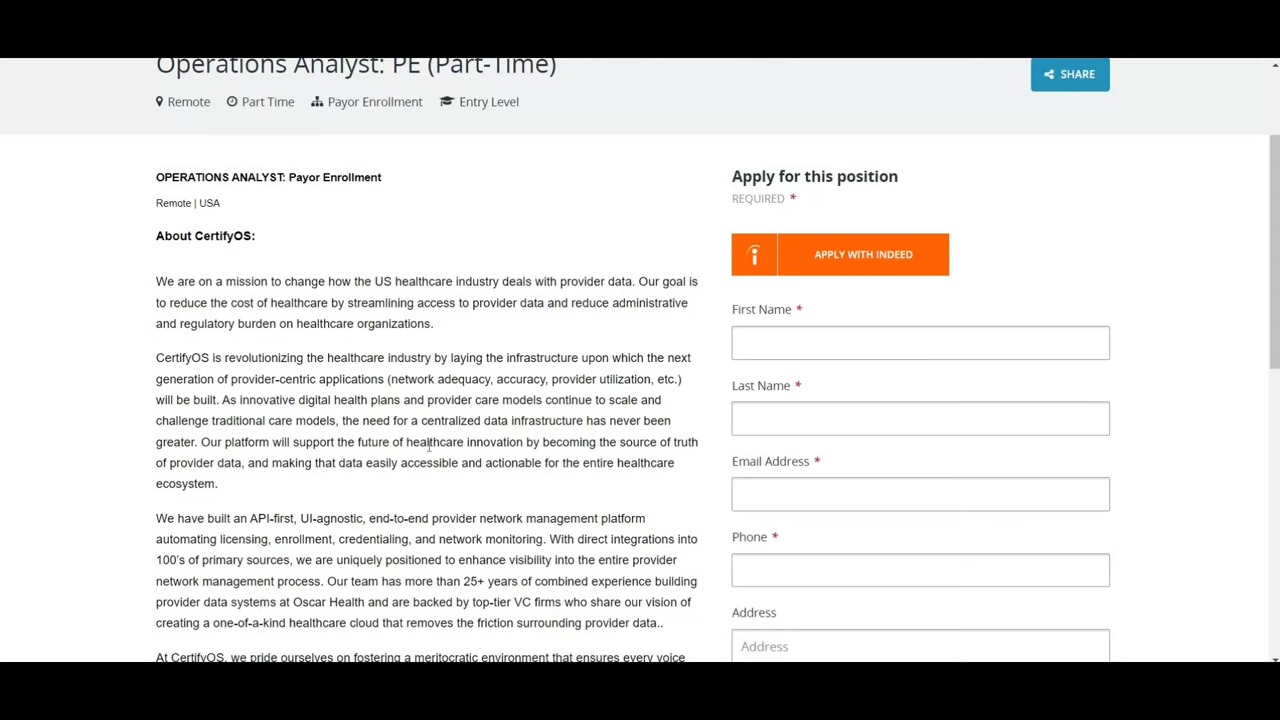 Operations Analyst: PE (Part-Time)
SHARE
Remote Part Time Payor Enrollment Entry Level
OPERATIONS ANALYST: Payor Enrollment
Remote | USA
About CertifyOS:
We are on a mission to change how the US healthcare industry deals with provider data. Our goal is
to reduce the cost of healthcare by streamlining access to provider data and reduce administrative
and regulatory burden on healthcare organizations.
CertifyOS is revolutionizing the healthcare industry by laying the infrastructure upon which the next
generation of provider-centric applications (network adequacy, accuracy, provider utilization, etc.)
will be built. As innovative digital health plans and provider care models continue to scale and
challenge traditional care models, the need for a centralized data infrastructure has never been
greater. Our platform will support the future of healthcare innovation by becoming the source of truth
of provider data, and making that data easily accessible and actionable for the entire healthcare
ecosystem.
We have built an API-first, UI-agnostic, end-to-end provider network management platform
automating licensing, enrollment, credentialing, and network monitoring. With direct integrations into
100's of primary sources, we are uniquely positioned to enhance visibility into the entire provider
network management process. Our team has more than 25+ years of combined experience building
provider data systems at Oscar Health and are backed by top-tier VC firms who share our vision of
creating a one-of-a-kind healthcare cloud that removes the friction surrounding provider data..
At CertifyOS, we pride ourselves on fostering a meritocratic environment that ensures every voice
Apply for this position
REQUIRED *
APPLY WITH INDEED
First Name *
Last Name *
Email Address *
Phone *
Address
Address